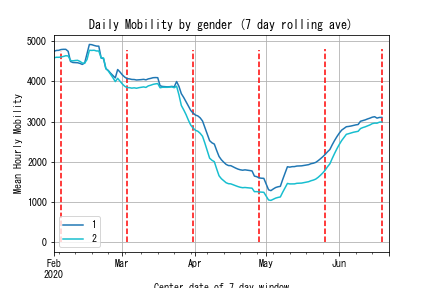 Daily Mobility by gender (7 day rolling ave)
5000
4000
3000
2000
1000
0
Mean Hourly Mobility
1
2
Feb Mar Apr May Jun
2020
Center date of 7 day window